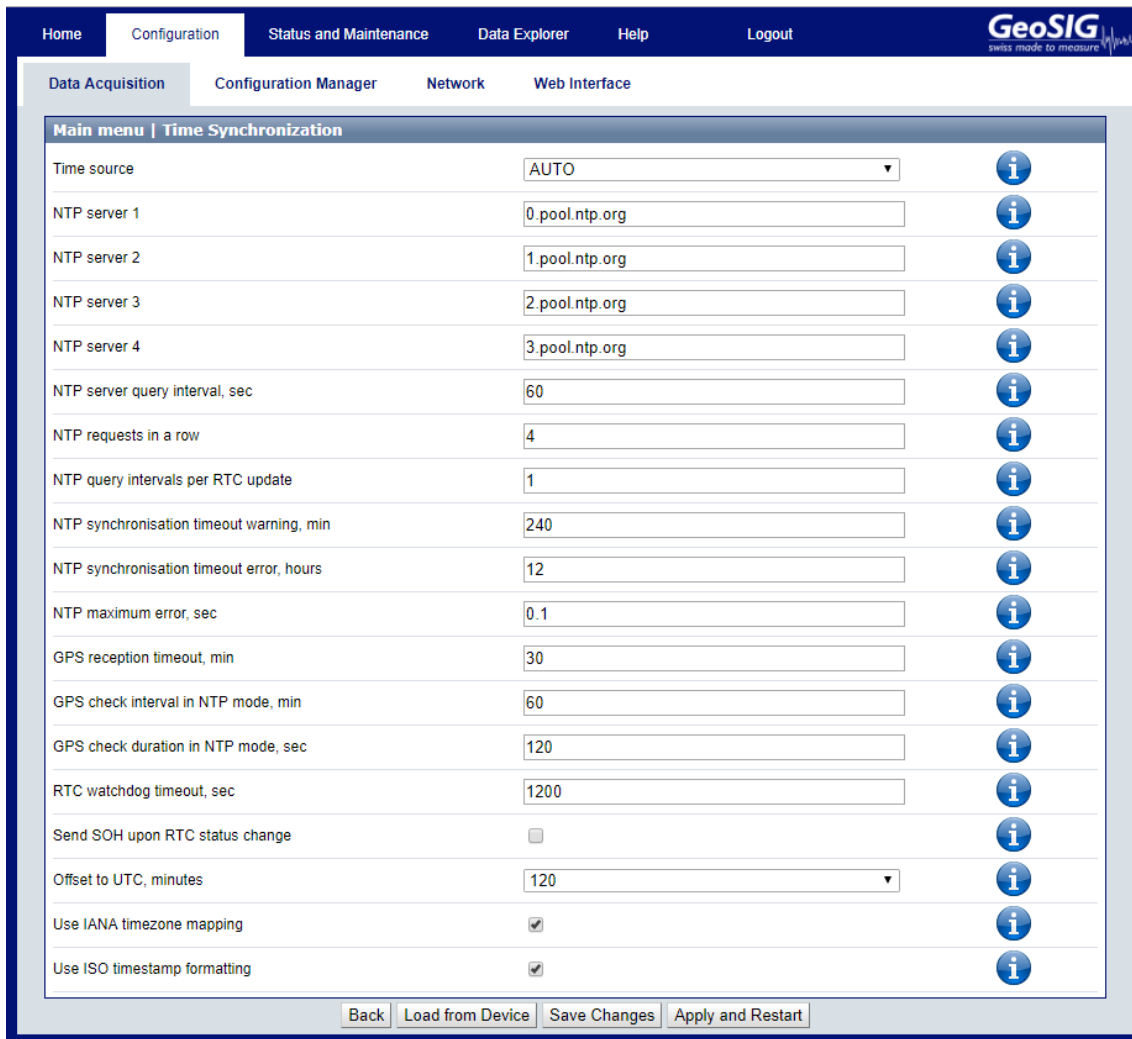 Home Configuration Status and Maintenance Data Explorer Help Logout GeoSIG
swiss made to measure
Data Acquisition Configuration Manager Network Web Interface
Main menu | Time Synchronization
Time source AUTO
NTP server 1 0.pool.ntp.org
NTP server 2 1.pool.ntp.org
NTP server 3 2.pool.ntp.org
NTP server 4 3.pool.ntp.org
NTP server query interval, sec 60
NTP requests in a row 4
NTP query intervals per RTC update 1
NTP synchronisation timeout warning, min 240
NTP synchronisation timeout error, hours 12
NTP maximum error, sec 0.1
GPS reception timeout, min 30
GPS check interval in NTP mode, min 60
GPS check duration in NTP mode, sec 120
RTC watchdog timeout, sec 1200
Send SOH upon RTC status change
Offset to UTC, minutes 120
Use IANA timezone mapping
Use ISO timestamp formatting
Back Load from Device Save Changes Apply and Restart